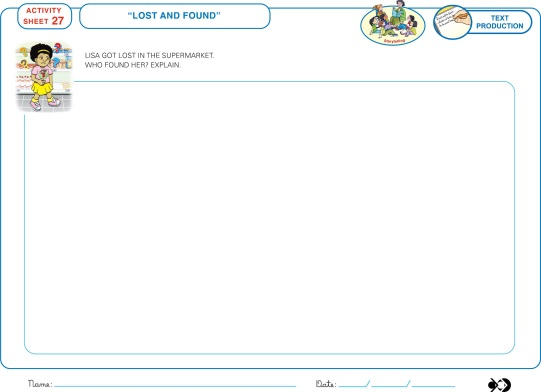 ACTIVITY
SHEET 27
“LOST AND FOUND”
Storytelling
TEXT
PRODUCTION
LISA GOT LOST IN THE SUPERMARKET.
WHO FOUND HER? EXPLAIN.
Name:
Date: / /